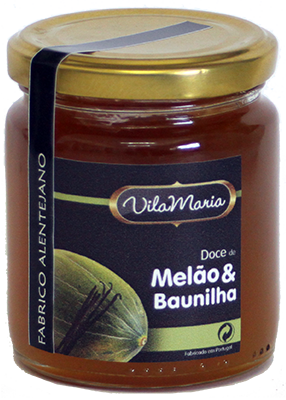 FABRICO ALENTEJANO
VilaMaria
Doce de
Melão &
Baunilha
Fabricado em Portugal